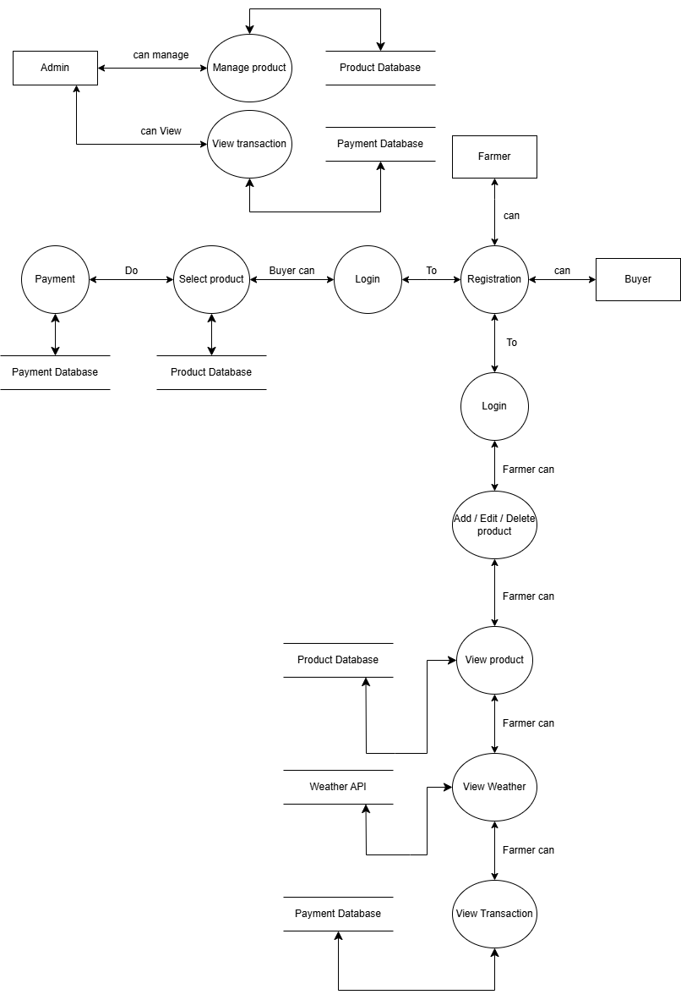 can manage
Admin
Manage product
Product Database
can View
View transaction
Payment Database
Farmer
can
Payment
Do
Select product
Buyer can
Login
To
Registration
can
Buyer
To
Payment Database
Product Database
Login
Farmer can
Add / Edit / Delete
product
Farmer can
Product Database
View product
Farmer can
Weather API
View Weather
Farmer can
Payment Database
View Transaction